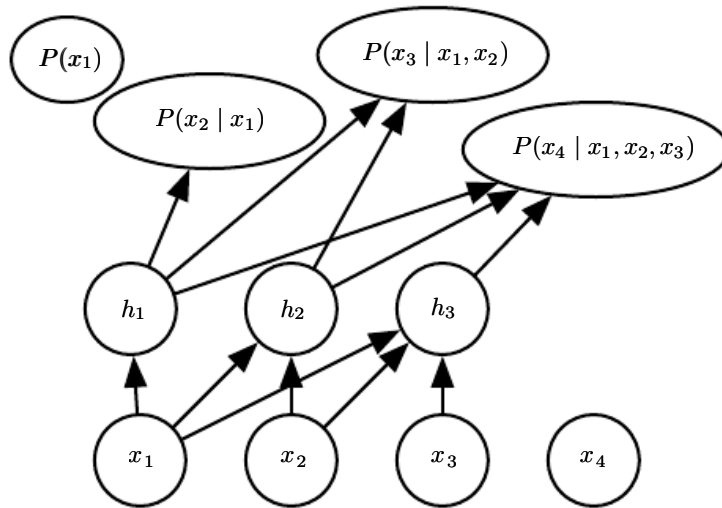 P(x₁)
P(x₂ | x₁)
P(x₃ | x₁, x₂)
P(x₄ | x₁, x₂, x₃)
h₁
h₂
h₃
x₁
x₂
x₃
x₄